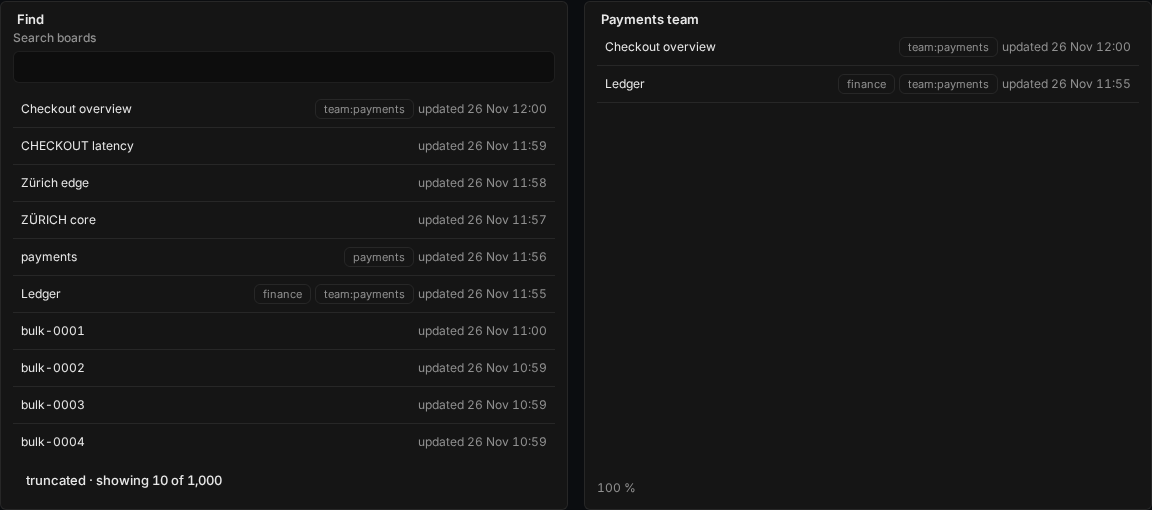 Find
Search boards
Checkout overview team:payments updated 26 Nov 12:00
CHECKOUT latency updated 26 Nov 11:59
Zürich edge updated 26 Nov 11:58
ZÜRICH core updated 26 Nov 11:57
payments payments updated 26 Nov 11:56
Ledger finance team:payments updated 26 Nov 11:55
bulk-0001 updated 26 Nov 11:00
bulk-0002 updated 26 Nov 10:59
bulk-0003 updated 26 Nov 10:59
bulk-0004 updated 26 Nov 10:59
truncated · showing 10 of 1,000
Payments team
Checkout overview team:payments updated 26 Nov 12:00
Ledger finance team:payments updated 26 Nov 11:55
100 %